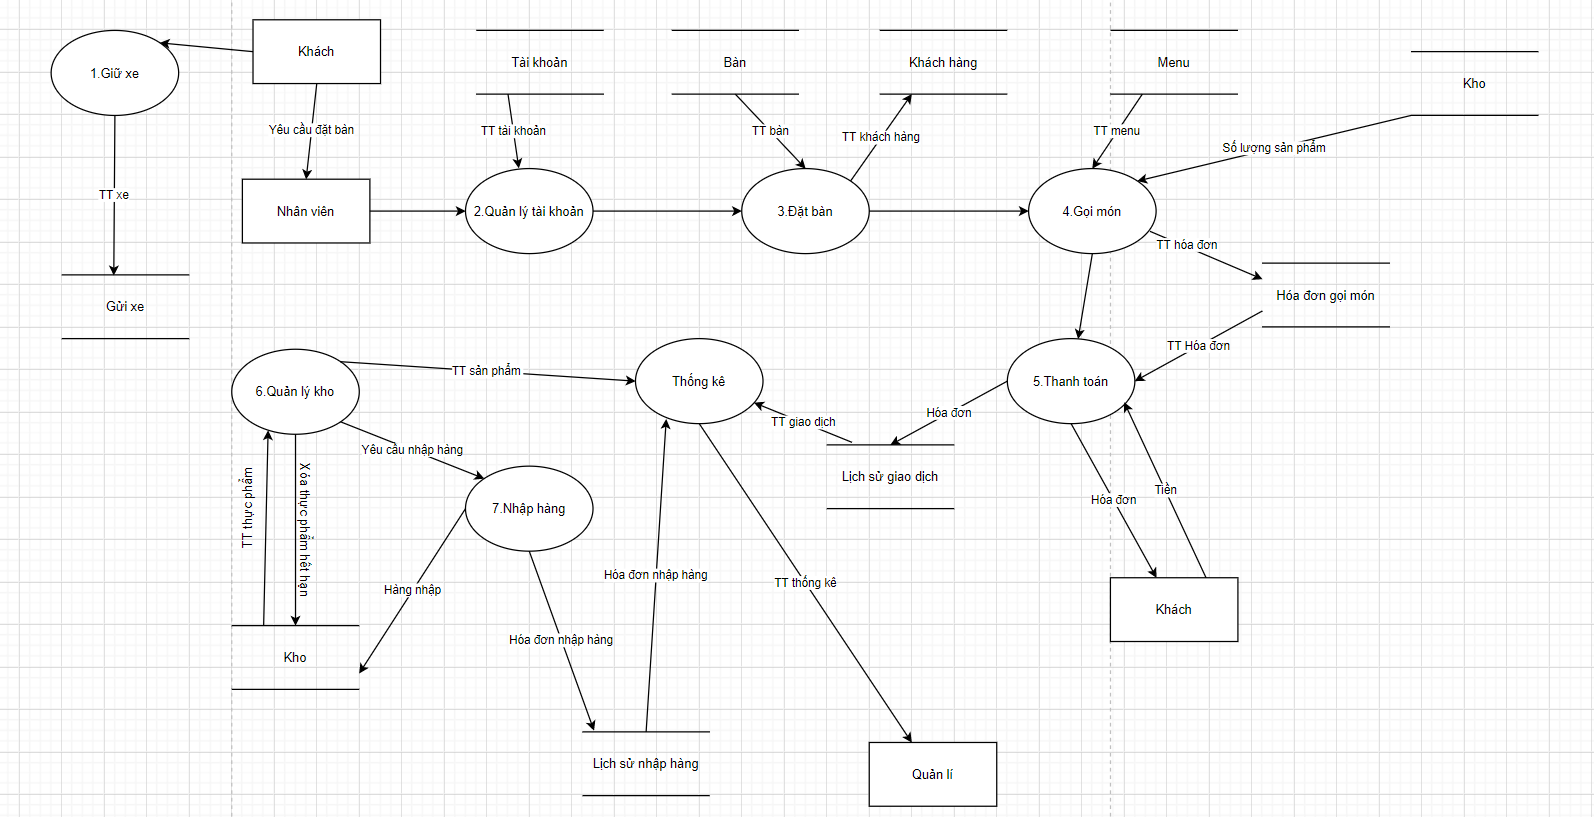 Khách
1.Giữ xe
Tài khoản
Bàn
Khách hàng
Menu
Kho
Yêu cầu đặt bàn
TT tài khoản
TT bàn
TT khách hàng
TT menu
Số lượng sản phẩm
TT xe
Nhân viên
2.Quản lý tài khoản
3.Đặt bàn
4.Gọi món
TT hóa đơn
Gửi xe
Hóa đơn gọi món
TT Hóa đơn
6.Quản lý kho
TT sản phẩm
Thống kê
5.Thanh toán
Hóa đơn
TT giao dịch
Yêu cầu nhập hàng
Lịch sử giao dịch
TT thực phẩm
Xóa thực phẩm hết hạn
7.Nhập hàng
Hóa đơn
Tiền
Hàng nhập
Hóa đơn nhập hàng
TT thống kê
Khách
Hóa đơn nhập hàng
Kho
Lịch sử nhập hàng
Quản lí